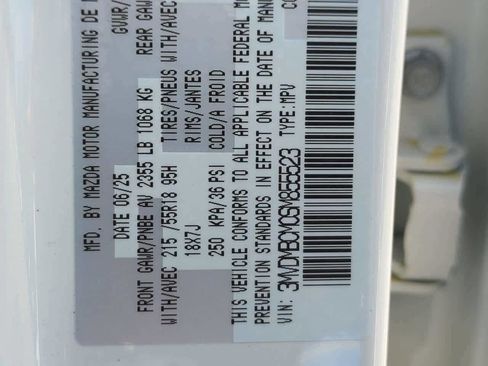 MFD. BY MAZDA MOTOR MANUFACTURING DE
DATE 06/25 GVWR/
FRONT GAWR/PNBE AV 2355 LB 1068 KG REAR GAW
WITH/AVEC 215 /55R18 95H TIRES/PNEUS WITH/AVEC
18X7J RIMS/JANTES
250 KPA/36 PSI COLD/A FROID
THIS VEHICLE CONFORMS TO ALL APPLICABLE FEDERAL MO
PREVENTION STANDARDS IN EFFECT ON THE DATE OF MANU
VIN: 3MVDMBCM0SM855523 TYPE: MPV CO